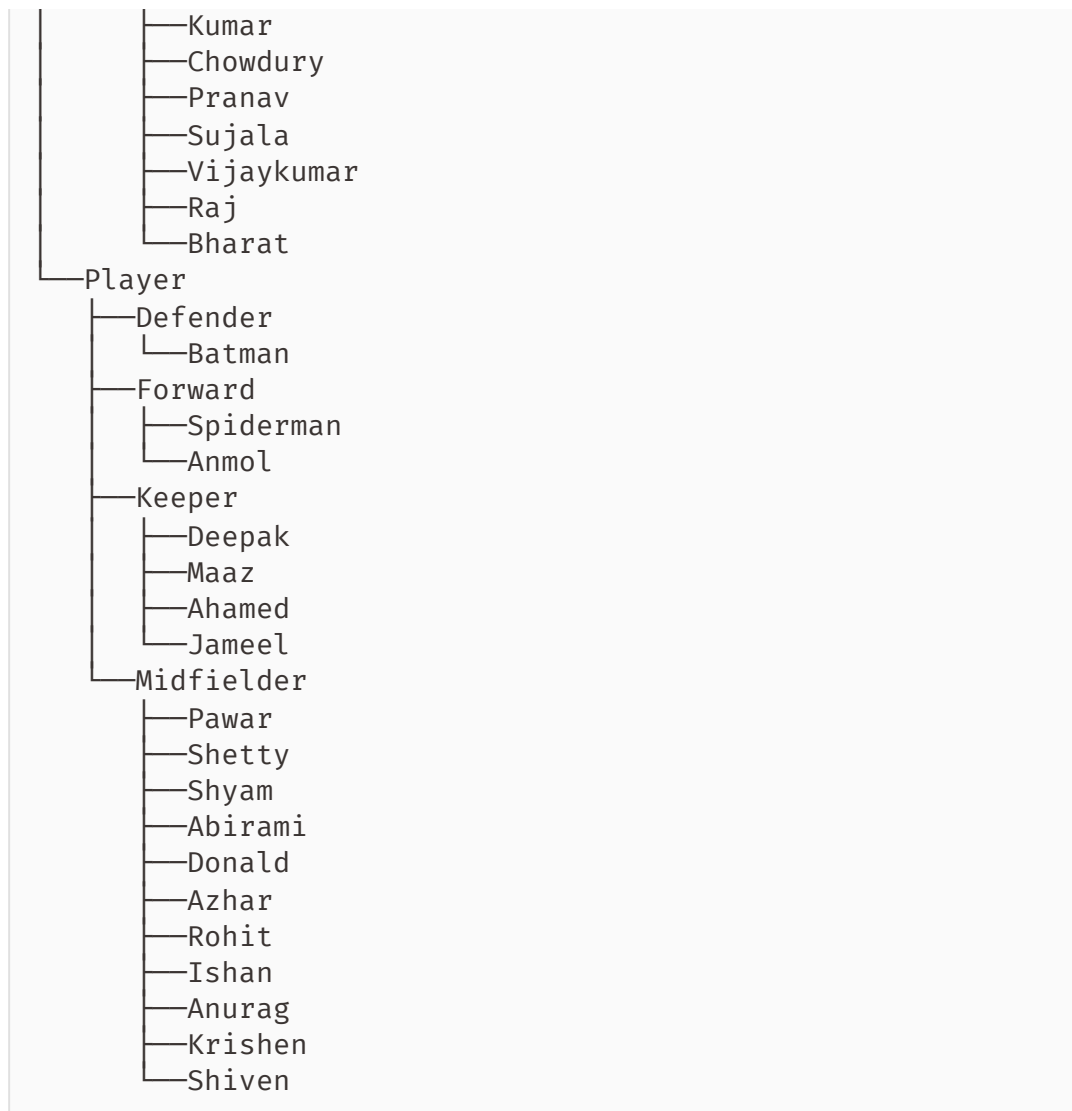 │     ├──Kumar
│     ├──Chowdury
│     ├──Pranav
│     ├──Sujala
│     ├──Vijaykumar
│     ├──Raj
│     └──Bharat
└──Player
   ├──Defender
   │  └──Batman
   ├──Forward
   │  ├──Spiderman
   │  └──Anmol
   ├──Keeper
   │  ├──Deepak
   │  ├──Maaz
   │  ├──Ahamed
   │  └──Jameel
   └──Midfielder
      ├──Pawar
      ├──Shetty
      ├──Shyam
      ├──Abirami
      ├──Donald
      ├──Azhar
      ├──Rohit
      ├──Ishan
      ├──Anurag
      ├──Krishen
      └──Shiven